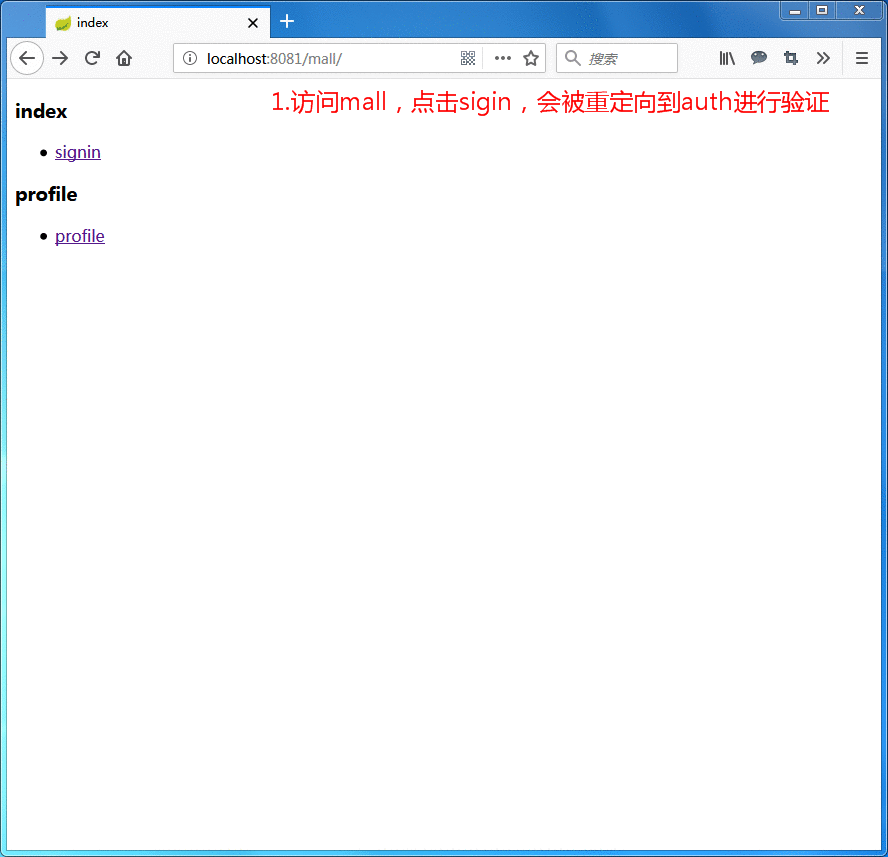 index
localhost:8081/mall/
搜索
1.访问mall，点击sigin，会被重定向到auth进行验证
index
signin
profile
profile